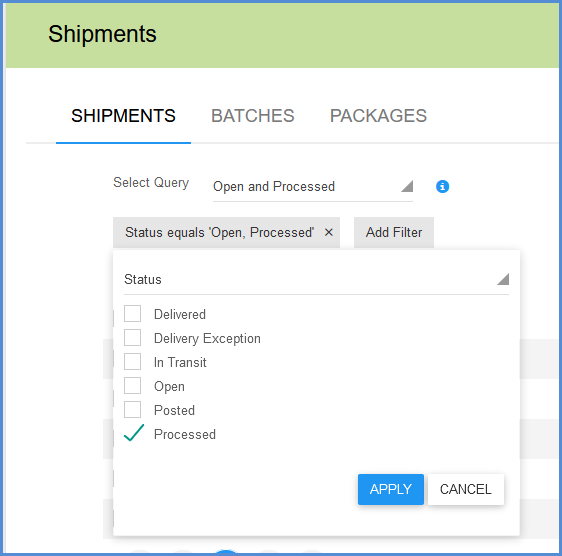 Shipments
SHIPMENTS BATCHES PACKAGES
Select Query Open and Processed
Status equals 'Open, Processed' × Add Filter
Status
Delivered
Delivery Exception
In Transit
Open
Posted
Processed
APPLY CANCEL